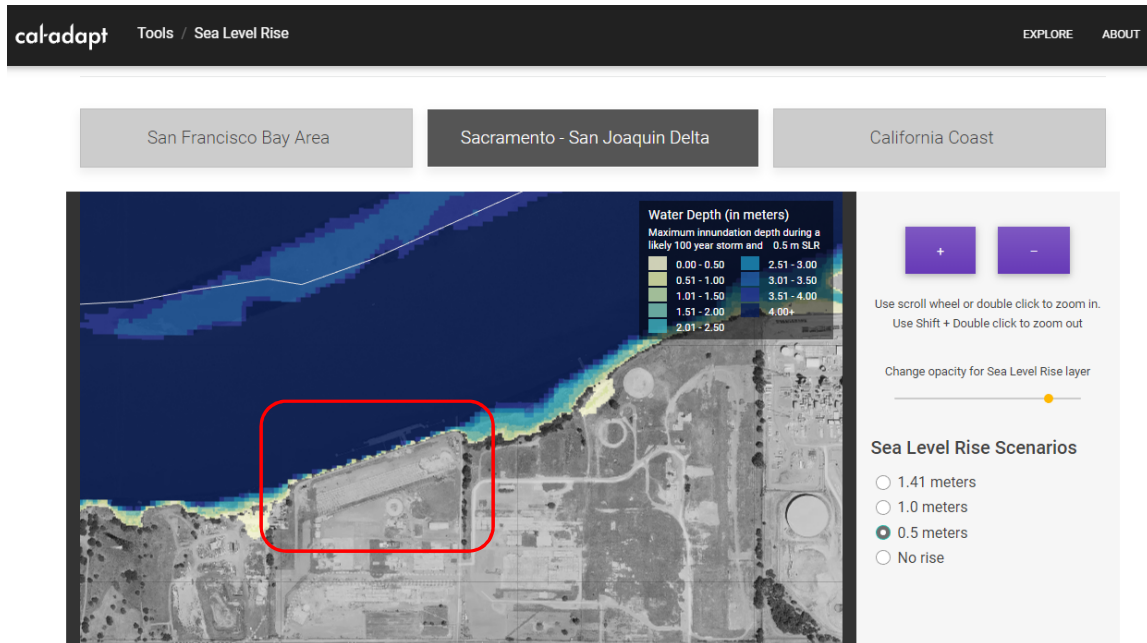 cal-adapt
Tools / Sea Level Rise
EXPLORE
ABOUT
San Francisco Bay Area
Sacramento - San Joaquin Delta
California Coast
Water Depth (in meters)
Maximum innundation depth during a
likely 100 year storm and 0.5 m SLR
0.00 - 0.50
0.51 - 1.00
1.01 - 1.50
1.51 - 2.00
2.01 - 2.50
2.51 - 3.00
3.01 - 3.50
3.51 - 4.00
4.00+
+
−
Use scroll wheel or double click to zoom in.
Use Shift + Double click to zoom out
Change opacity for Sea Level Rise layer
Sea Level Rise Scenarios
1.41 meters
1.0 meters
0.5 meters
No rise